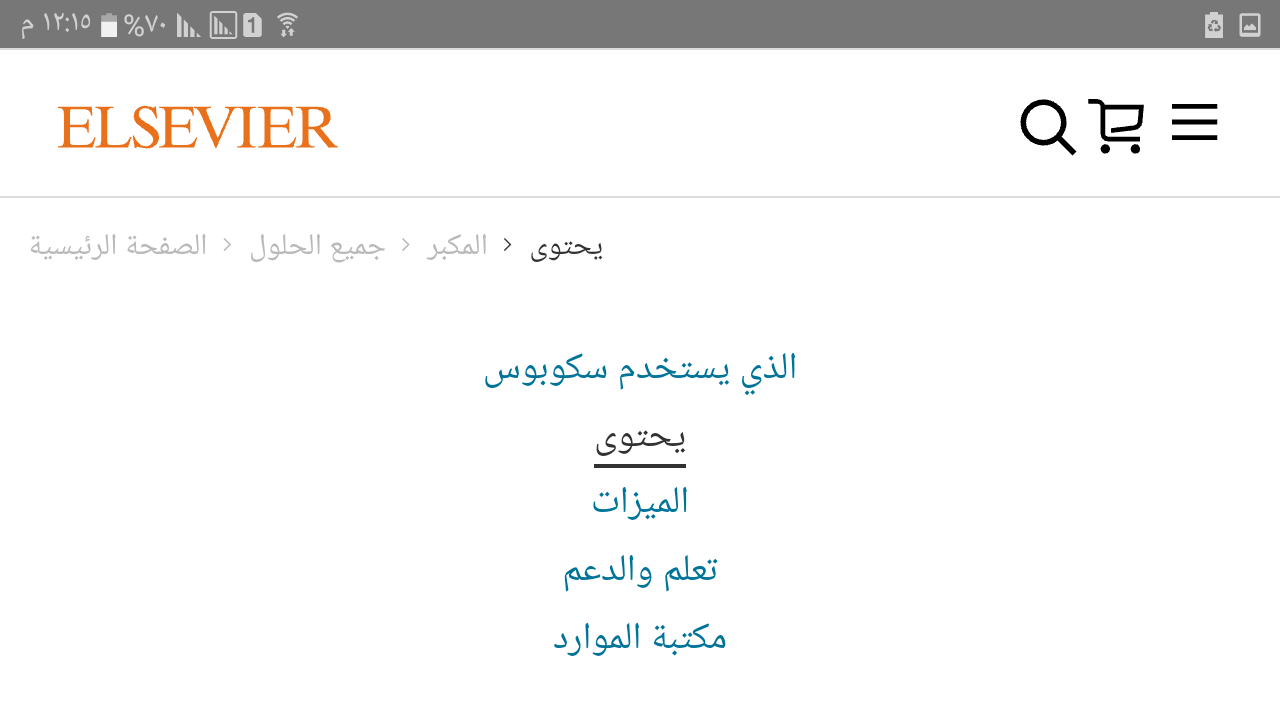 ١٢:١٥ م ٧٠% 1
ELSEVIER
الصفحة الرئيسية > جميع الحلول > المكبر > يحتوى
الذي يستخدم سكوبوس
يحتوى
الميزات
تعلم والدعم
مكتبة الموارد